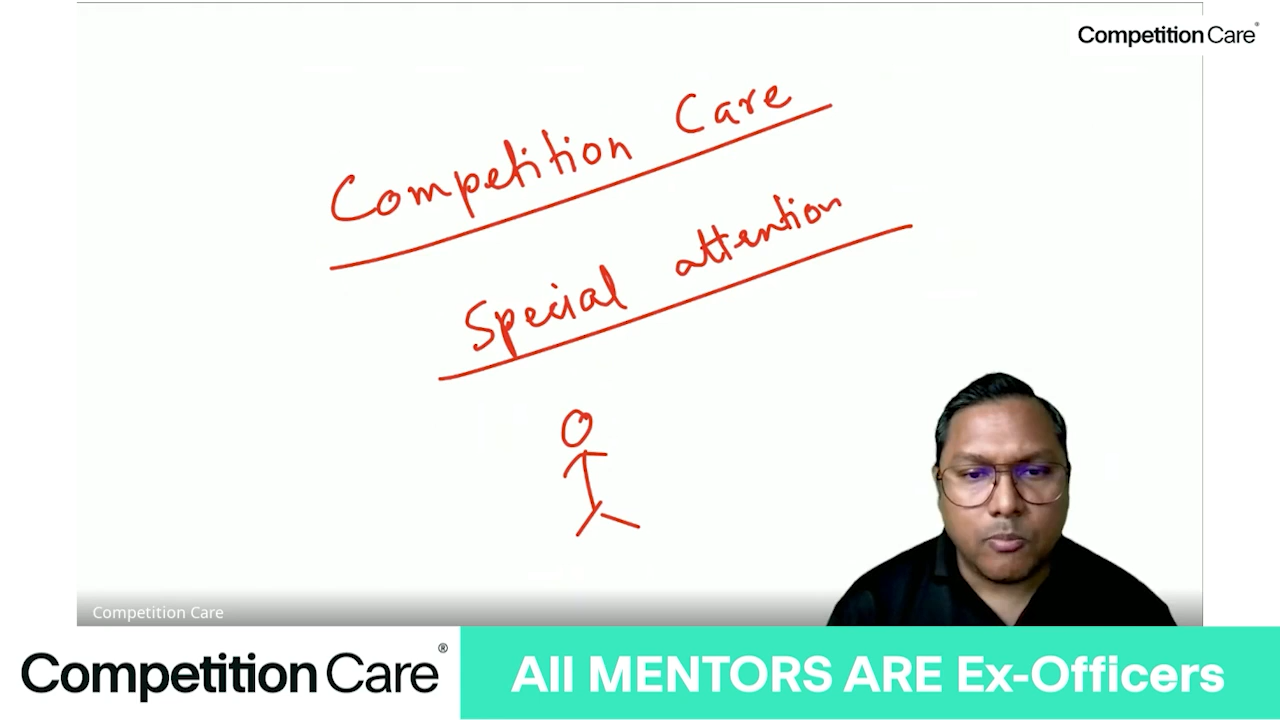 Competition Care®
Competition Care
Special attention
Competition Care
Competition Care®
All MENTORS ARE Ex-Officers